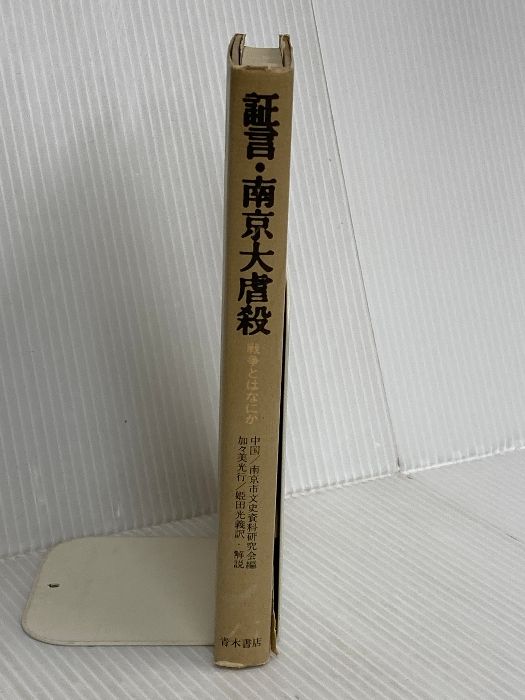 証言・南京大虐殺
戦争とはなにか
中国/南京市文史資料研究会編
加々美光行/姫田光義訳・解説
青木書店